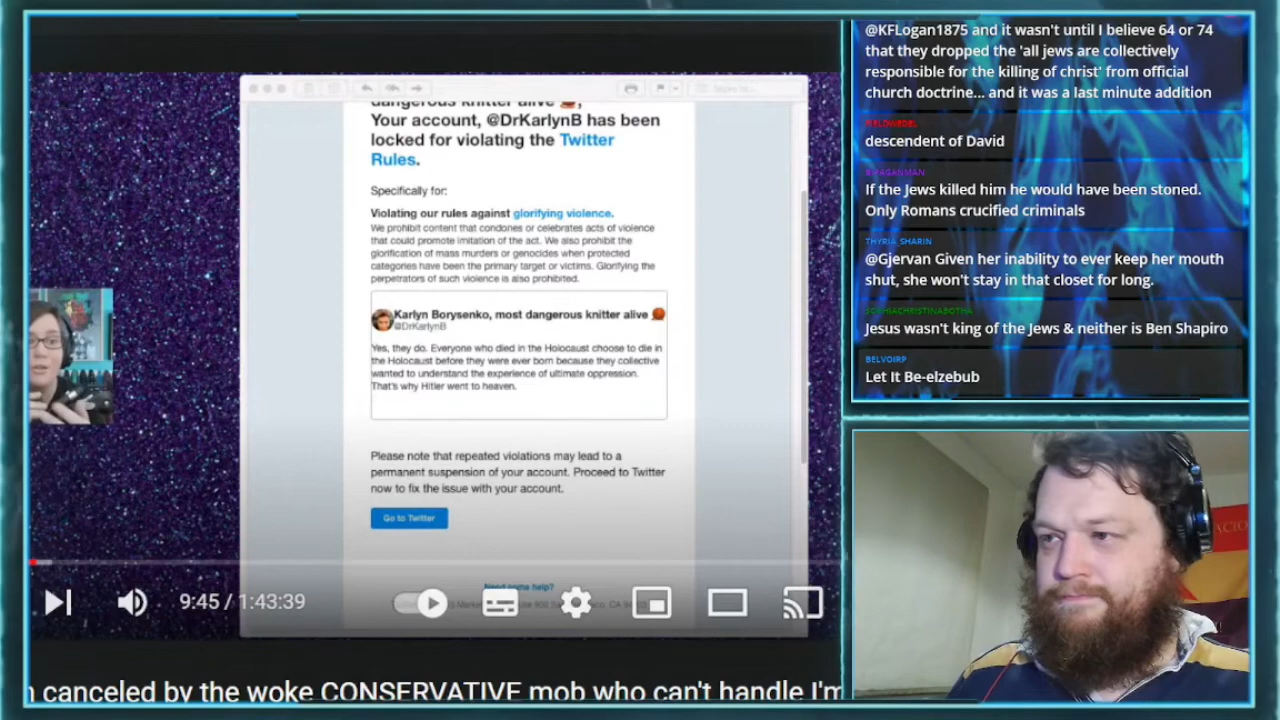 dangerous knitter alive
Your account, @DrKarlynB has been
locked for violating the Twitter
Rules.
Specifically for:
Violating our rules against glorifying violence.
We prohibit content that condones or celebrates acts of violence
that could promote imitation of the act. We also prohibit the
glorification of mass murders or genocides when protected
categories have been the primary target or victims. Glorifying the
perpetrators of such violence is also prohibited.
Karlyn Borysenko, most dangerous knitter alive
@DrKarlynB
Yes, they do. Everyone who died in the Holocaust choose to die in
the Holocaust before they were ever born because they collective
wanted to understand the experience of ultimate oppression.
That's why Hitler went to heaven.
Please note that repeated violations may lead to a
permanent suspension of your account. Proceed to Twitter
now to fix the issue with your account.
Go to Twitter
Need some help?
9:45 / 1:43:39
canceled by the woke CONSERVATIVE mob who can't handle I'm
@KFLogan1875 and it wasn't until I believe 64 or 74
that they dropped the 'all jews are collectively
responsible for the killing of christ' from official
church doctrine... and it was a last minute addition
descendent of David
If the Jews killed him he would have been stoned.
Only Romans crucified criminals
THYRIA_SHARIN
@Gjervan Given her inability to ever keep her mouth
shut, she won't stay in that closet for long.
Jesus wasn't king of the Jews & neither is Ben Shapiro
BELVOIRP
Let It Be-elzebub